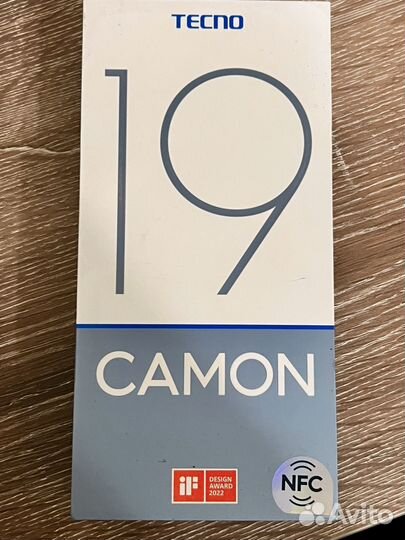 TECNO
19
CAMON
iF
DESIGN
AWARD
2022
NFC
Avito